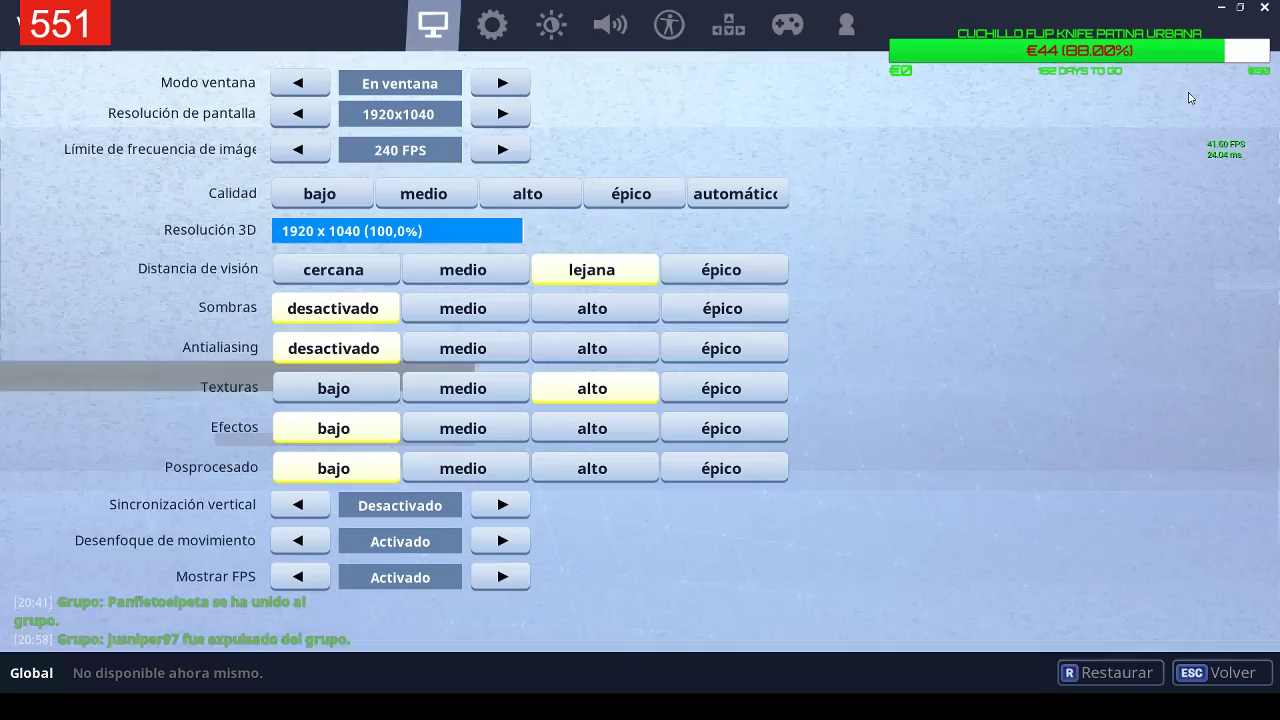 551
CUCHILLO FLIP KNIFE PATINA URBANA
€44 (88.00%)
€0 182 DAYS TO GO €50
41.60 FPS
24.04 ms
Modo ventana ◀ En ventana ▶
Resolución de pantalla ◀ 1920x1040 ▶
Límite de frecuencia de imáge ◀ 240 FPS ▶
Calidad bajo medio alto épico automátic
Resolución 3D 1920 x 1040 (100,0%)
Distancia de visión cercana medio lejana épico
Sombras desactivado medio alto épico
Antialiasing desactivado medio alto épico
Texturas bajo medio alto épico
Efectos bajo medio alto épico
Posprocesado bajo medio alto épico
Sincronización vertical ◀ Desactivado ▶
Desenfoque de movimiento ◀ Activado ▶
Mostrar FPS ◀ Activado ▶
[20:41] Grupo: Panfletoelpeta se ha unido al
grupo.
[20:58] Grupo: jusniper97 fue expulsado del grupo.
Global No disponible ahora mismo. R Restaurar ESC Volver